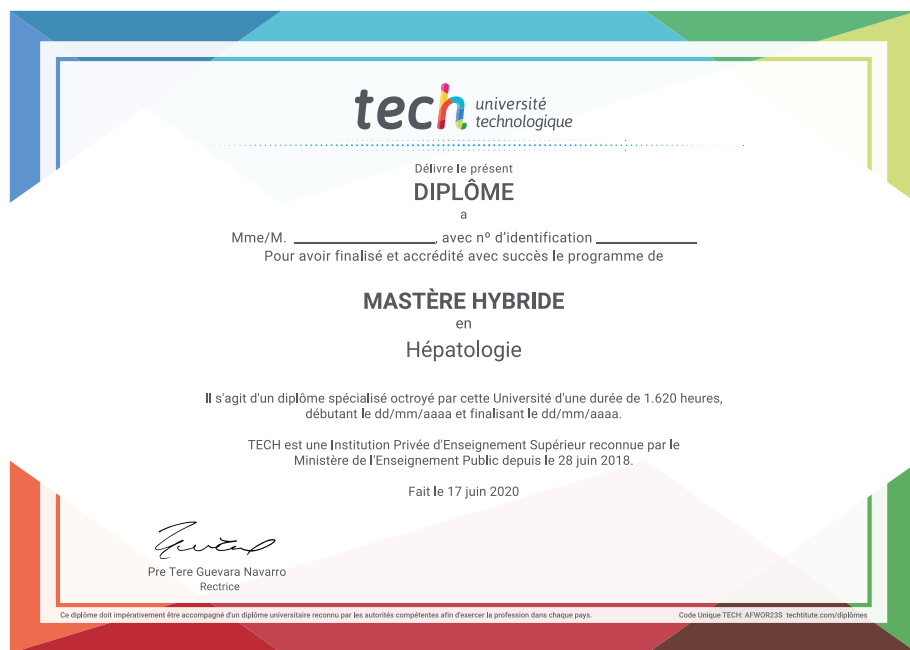 tech université
technologique
Délivre le présent
DIPLÔME
a
Mme/M. ____________________, avec nº d'identification ______________
Pour avoir finalisé et accrédité avec succès le programme de
MASTÈRE HYBRIDE
en
Hépatologie
Il s'agit d'un diplôme spécialisé octroyé par cette Université d'une durée de 1.620 heures,
débutant le dd/mm/aaaa et finalisant le dd/mm/aaaa.
TECH est une Institution Privée d'Enseignement Supérieur reconnue par le
Ministère de l'Enseignement Public depuis le 28 juin 2018.
Fait le 17 juin 2020
Pre Tere Guevara Navarro
Rectrice
Ce diplôme doit impérativement être accompagné d'un diplôme universitaire reconnu par les autorités compétentes afin d'exercer la profession dans chaque pays. Code Unique TECH: AFWOR23S techtitute.com/diplômes